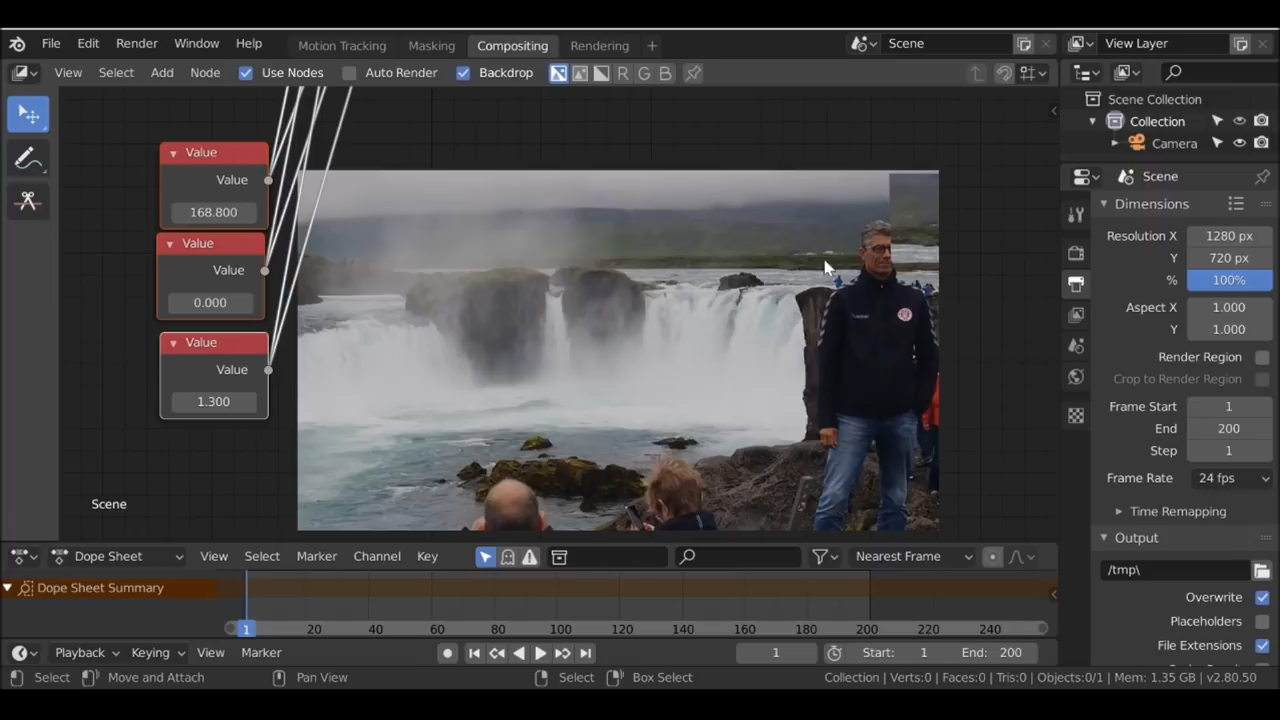 File Edit Render Window Help Motion Tracking Masking Compositing Rendering + Scene View Layer
View Select Add Node Use Nodes Auto Render Backdrop R G B
Scene Collection
Collection
Camera
Value
Value
168.800
Value
Value
0.000
Value
Value
1.300
Scene
Scene
Dimensions
Resolution X 1280 px
Y 720 px
% 100%
Aspect X 1.000
Y 1.000
Render Region
Crop to Render Region
Frame Start 1
End 200
Step 1
Frame Rate 24 fps
Time Remapping
Output
/tmp\
Overwrite
Placeholders
File Extensions
Dope Sheet View Select Marker Channel Key Nearest Frame
Dope Sheet Summary
1 20 40 60 80 100 120 140 160 180 200 220 240
Playback Keying View Marker 1 Start: 1 End: 200
Select Move and Attach Pan View Select Box Select Collection | Verts:0 | Faces:0 | Tris:0 | Objects:0/1 | Mem: 1.35 GB | v2.80.50